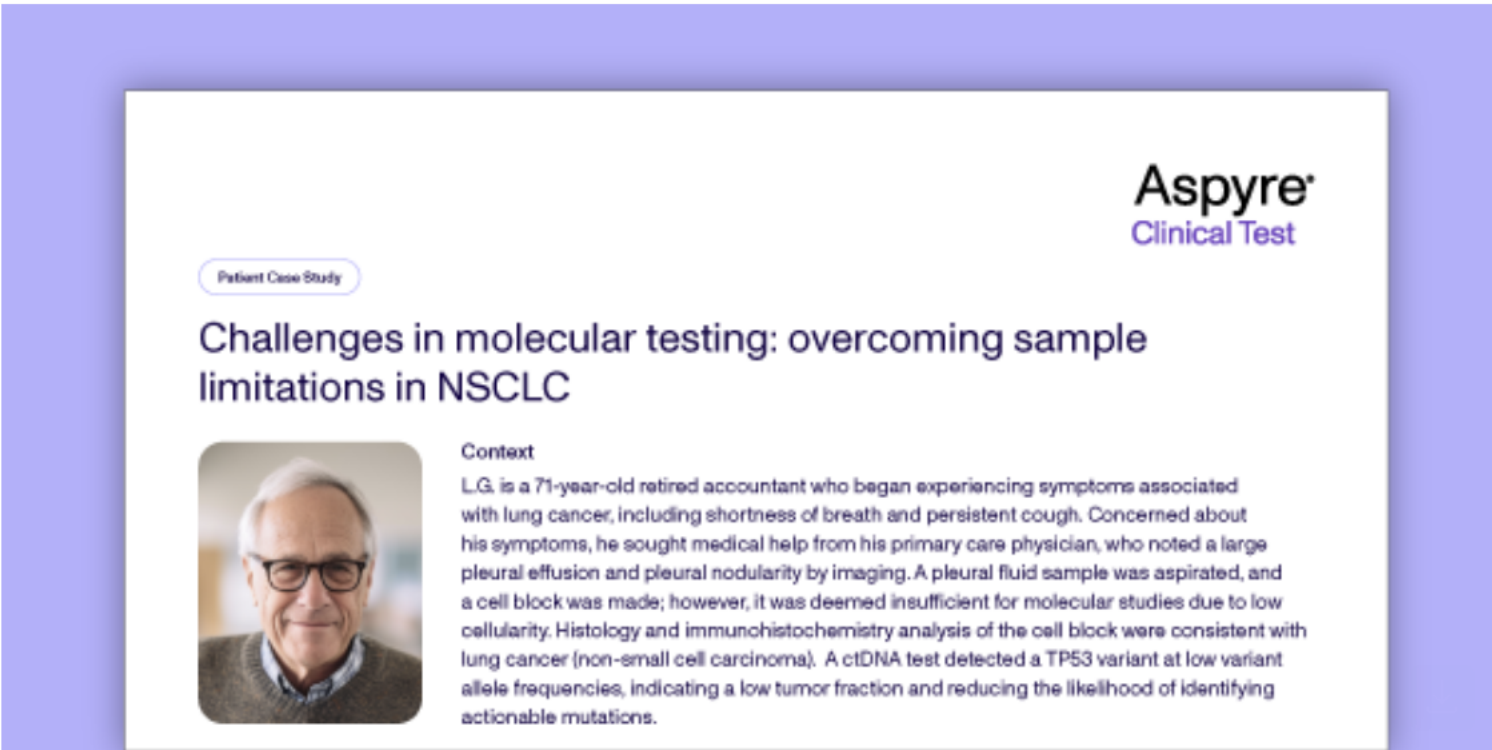 Aspyre®
Clinical Test
Patient Case Study
Challenges in molecular testing: overcoming sample
limitations in NSCLC
Context
L.G. is a 71-year-old retired accountant who began experiencing symptoms associated
with lung cancer, including shortness of breath and persistent cough. Concerned about
his symptoms, he sought medical help from his primary care physician, who noted a large
pleural effusion and pleural nodularity by imaging. A pleural fluid sample was aspirated, and
a cell block was made; however, it was deemed insufficient for molecular studies due to low
cellularity. Histology and immunohistochemistry analysis of the cell block were consistent with
lung cancer (non-small cell carcinoma). A ctDNA test detected a TP53 variant at low variant
allele frequencies, indicating a low tumor fraction and reducing the likelihood of identifying
actionable mutations.